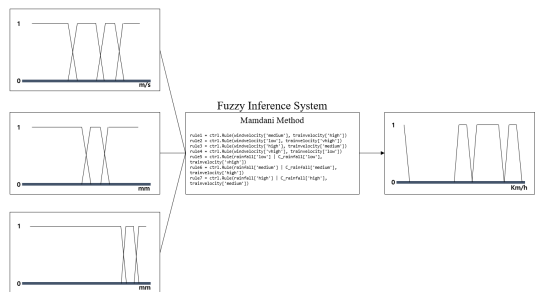 1
0
m/s
1
0
mm
1
0
mm
Fuzzy Inference System
Mamdani Method
rule1 = ctrl.Rule(windvelocity['medium'], trainvelocity['high'])
rule2 = ctrl.Rule(windvelocity['low'], trainvelocity['vhigh'])
rule3 = ctrl.Rule(windvelocity['high'], trainvelocity['medium'])
rule4 = ctrl.Rule(windvelocity['vhigh'], trainvelocity['low'])
rule5 = ctrl.Rule(rainfall['low'] | C_rainfall['low'],
trainvelocity['vhigh'])
rule6 = ctrl.Rule(rainfall['medium'] | C_rainfall['medium'],
trainvelocity['high'])
rule7 = ctrl.Rule(rainfall['high'] | C_rainfall['high'],
trainvelocity['medium'])
1
0
Km/h